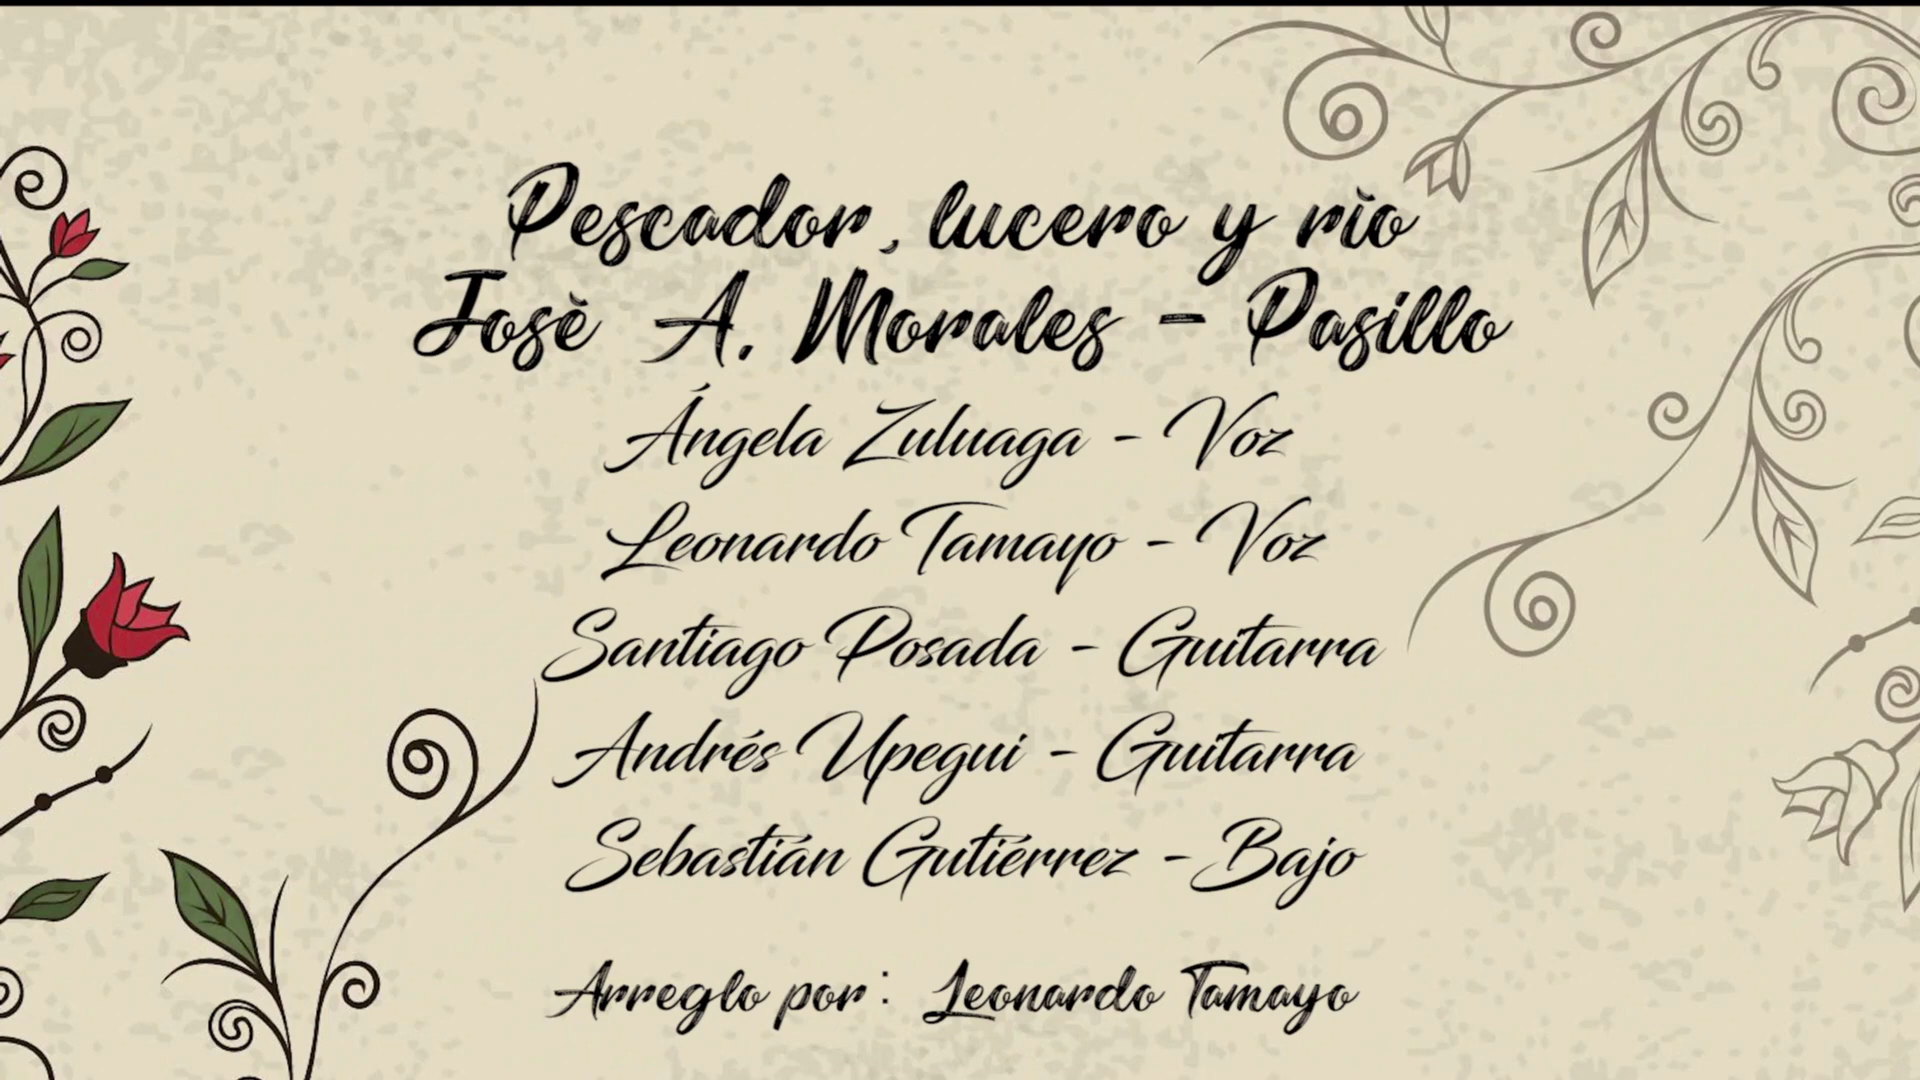 Pescador, lucero y rìo
Josè A. Morales - Pasillo
Ángela Zuluaga - Voz
Leonardo Tamayo - Voz
Santiago Posada - Guitarra
Andrés Upegui - Guitarra
Sebastián Gutiérrez - Bajo
Arreglo por: Leonardo Tamayo